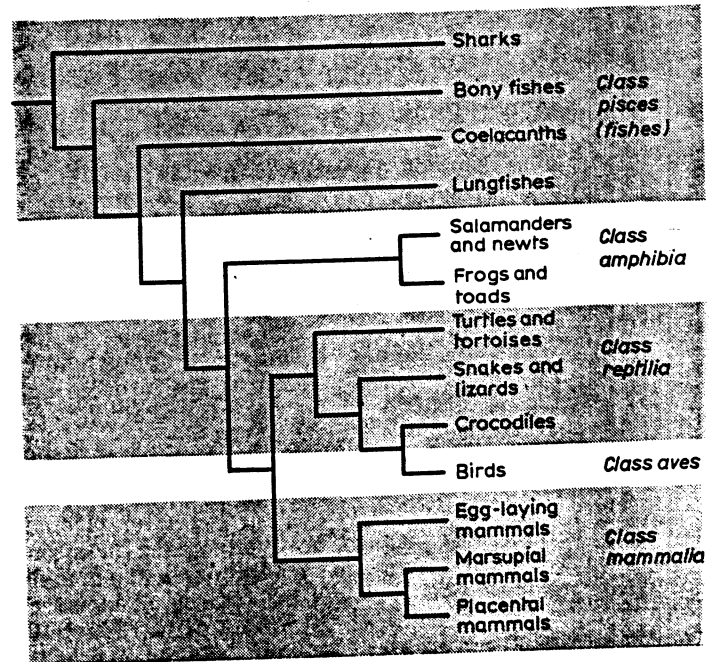 Sharks
Bony fishes
Class
pisces
(fishes)
Coelacanths
Lungfishes
Salamanders
and newts
Class
amphibia
Frogs and
toads
Turtles and
tortoises
Class
reptilia
Snakes and
lizards
Crocodiles
Birds
Class aves
Egg-laying
mammals
Class
mammalia
Marsupial
mammals
Placental
mammals